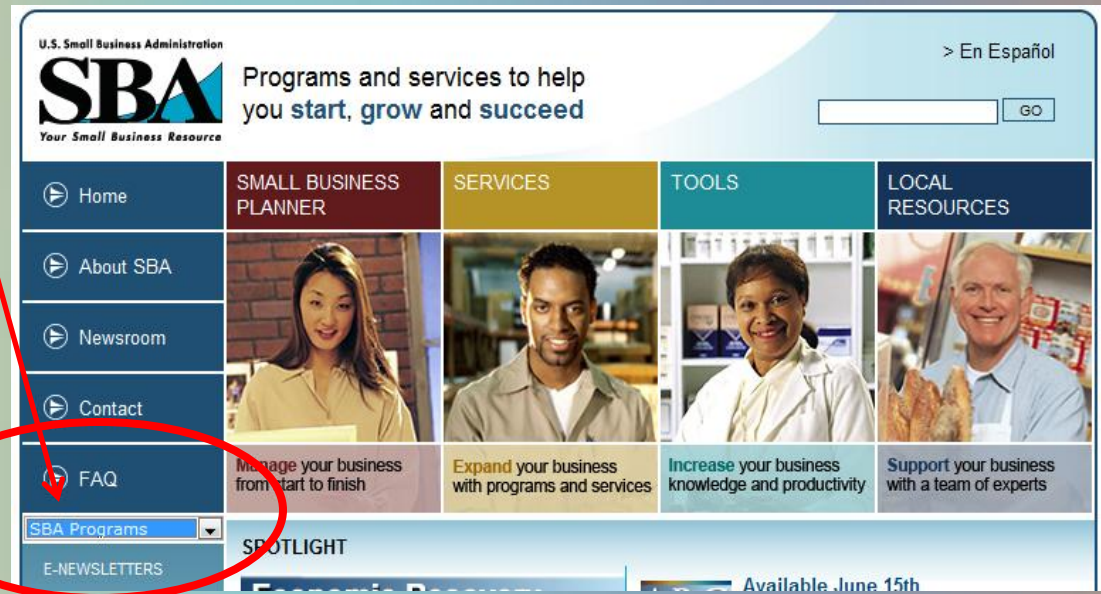 U.S. Small Business Administration
SBA
Your Small Business Resource
Programs and services to help
you start, grow and succeed
> En Español
GO
Home
About SBA
Newsroom
Contact
FAQ
SBA Programs
E-NEWSLETTERS
SMALL BUSINESS
PLANNER
Manage your business
from start to finish
SERVICES
Expand your business
with programs and services
TOOLS
Increase your business
knowledge and productivity
LOCAL
RESOURCES
Support your business
with a team of experts
SPOTLIGHT
Economic Recovery
Available June 15th